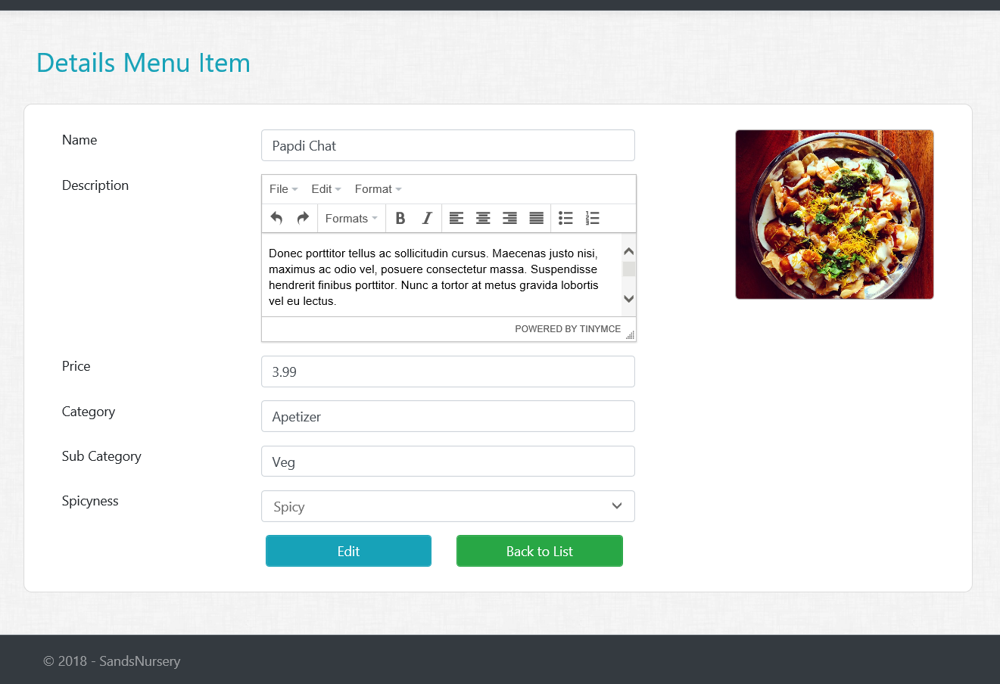 Details Menu Item
Name
Papdi Chat
Description
File Edit Format
Formats B I
Donec porttitor tellus ac sollicitudin cursus. Maecenas justo nisi,
maximus ac odio vel, posuere consectetur massa. Suspendisse
hendrerit finibus porttitor. Nunc a tortor at metus gravida lobortis
vel eu lectus.
POWERED BY TINYMCE
Price
3.99
Category
Apetizer
Sub Category
Veg
Spicyness
Spicy
Edit
Back to List
© 2018 - SandsNursery